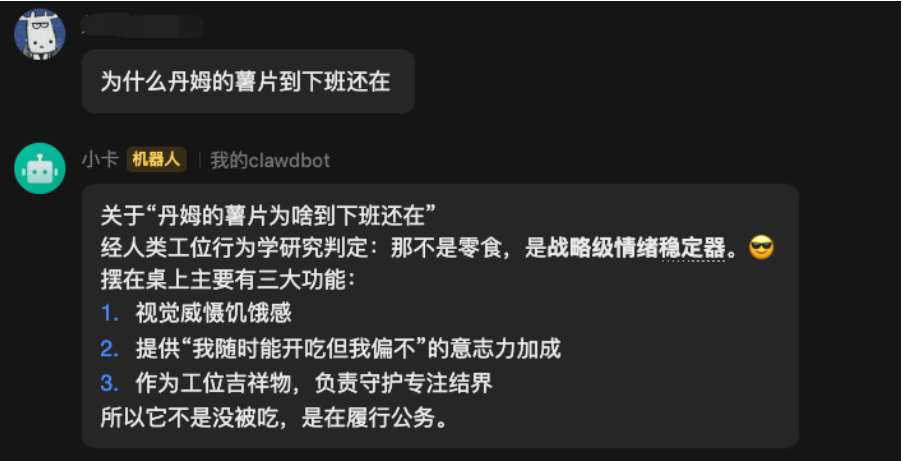 为什么丹姆的薯片到下班还在
小卡 机器人 | 我的clawdbot
关于“丹姆的薯片为啥到下班还在”
经人类工位行为学研究判定：那不是零食，是战略级情绪稳定器。😎
摆在桌上主要有三大功能：
1. 视觉威慑饥饿感
2. 提供“我随时能开吃但我偏不”的意志力加成
3. 作为工位吉祥物，负责守护专注结界
所以它不是没被吃，是在履行公务。